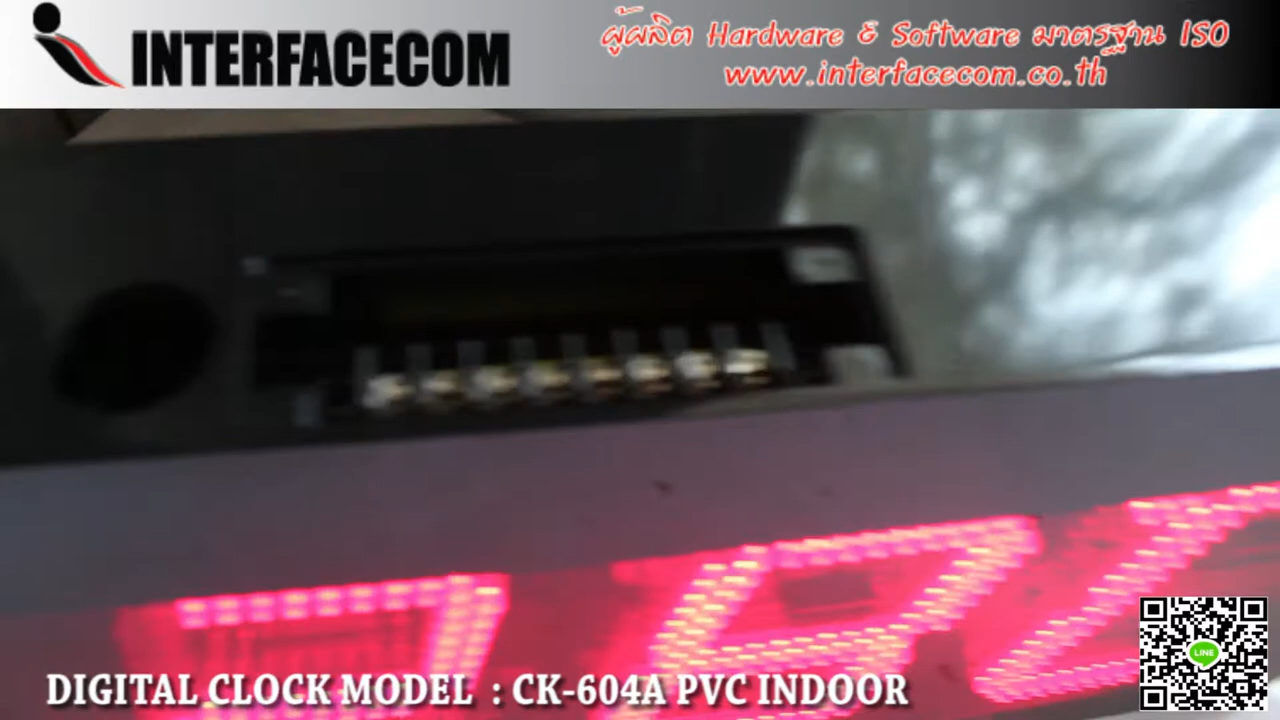 INTERFACECOM
ผู้ผลิต Hardware & Software มาตรฐาน ISO
www.interfacecom.co.th
DIGITAL CLOCK MODEL : CK-604A PVC INDOOR
LINE